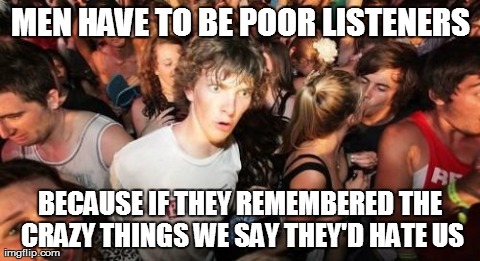 MEN HAVE TO BE POOR LISTENERS
BECAUSE IF THEY REMEMBERED THE
CRAZY THINGS WE SAY THEY'D HATE US
imgflip.com